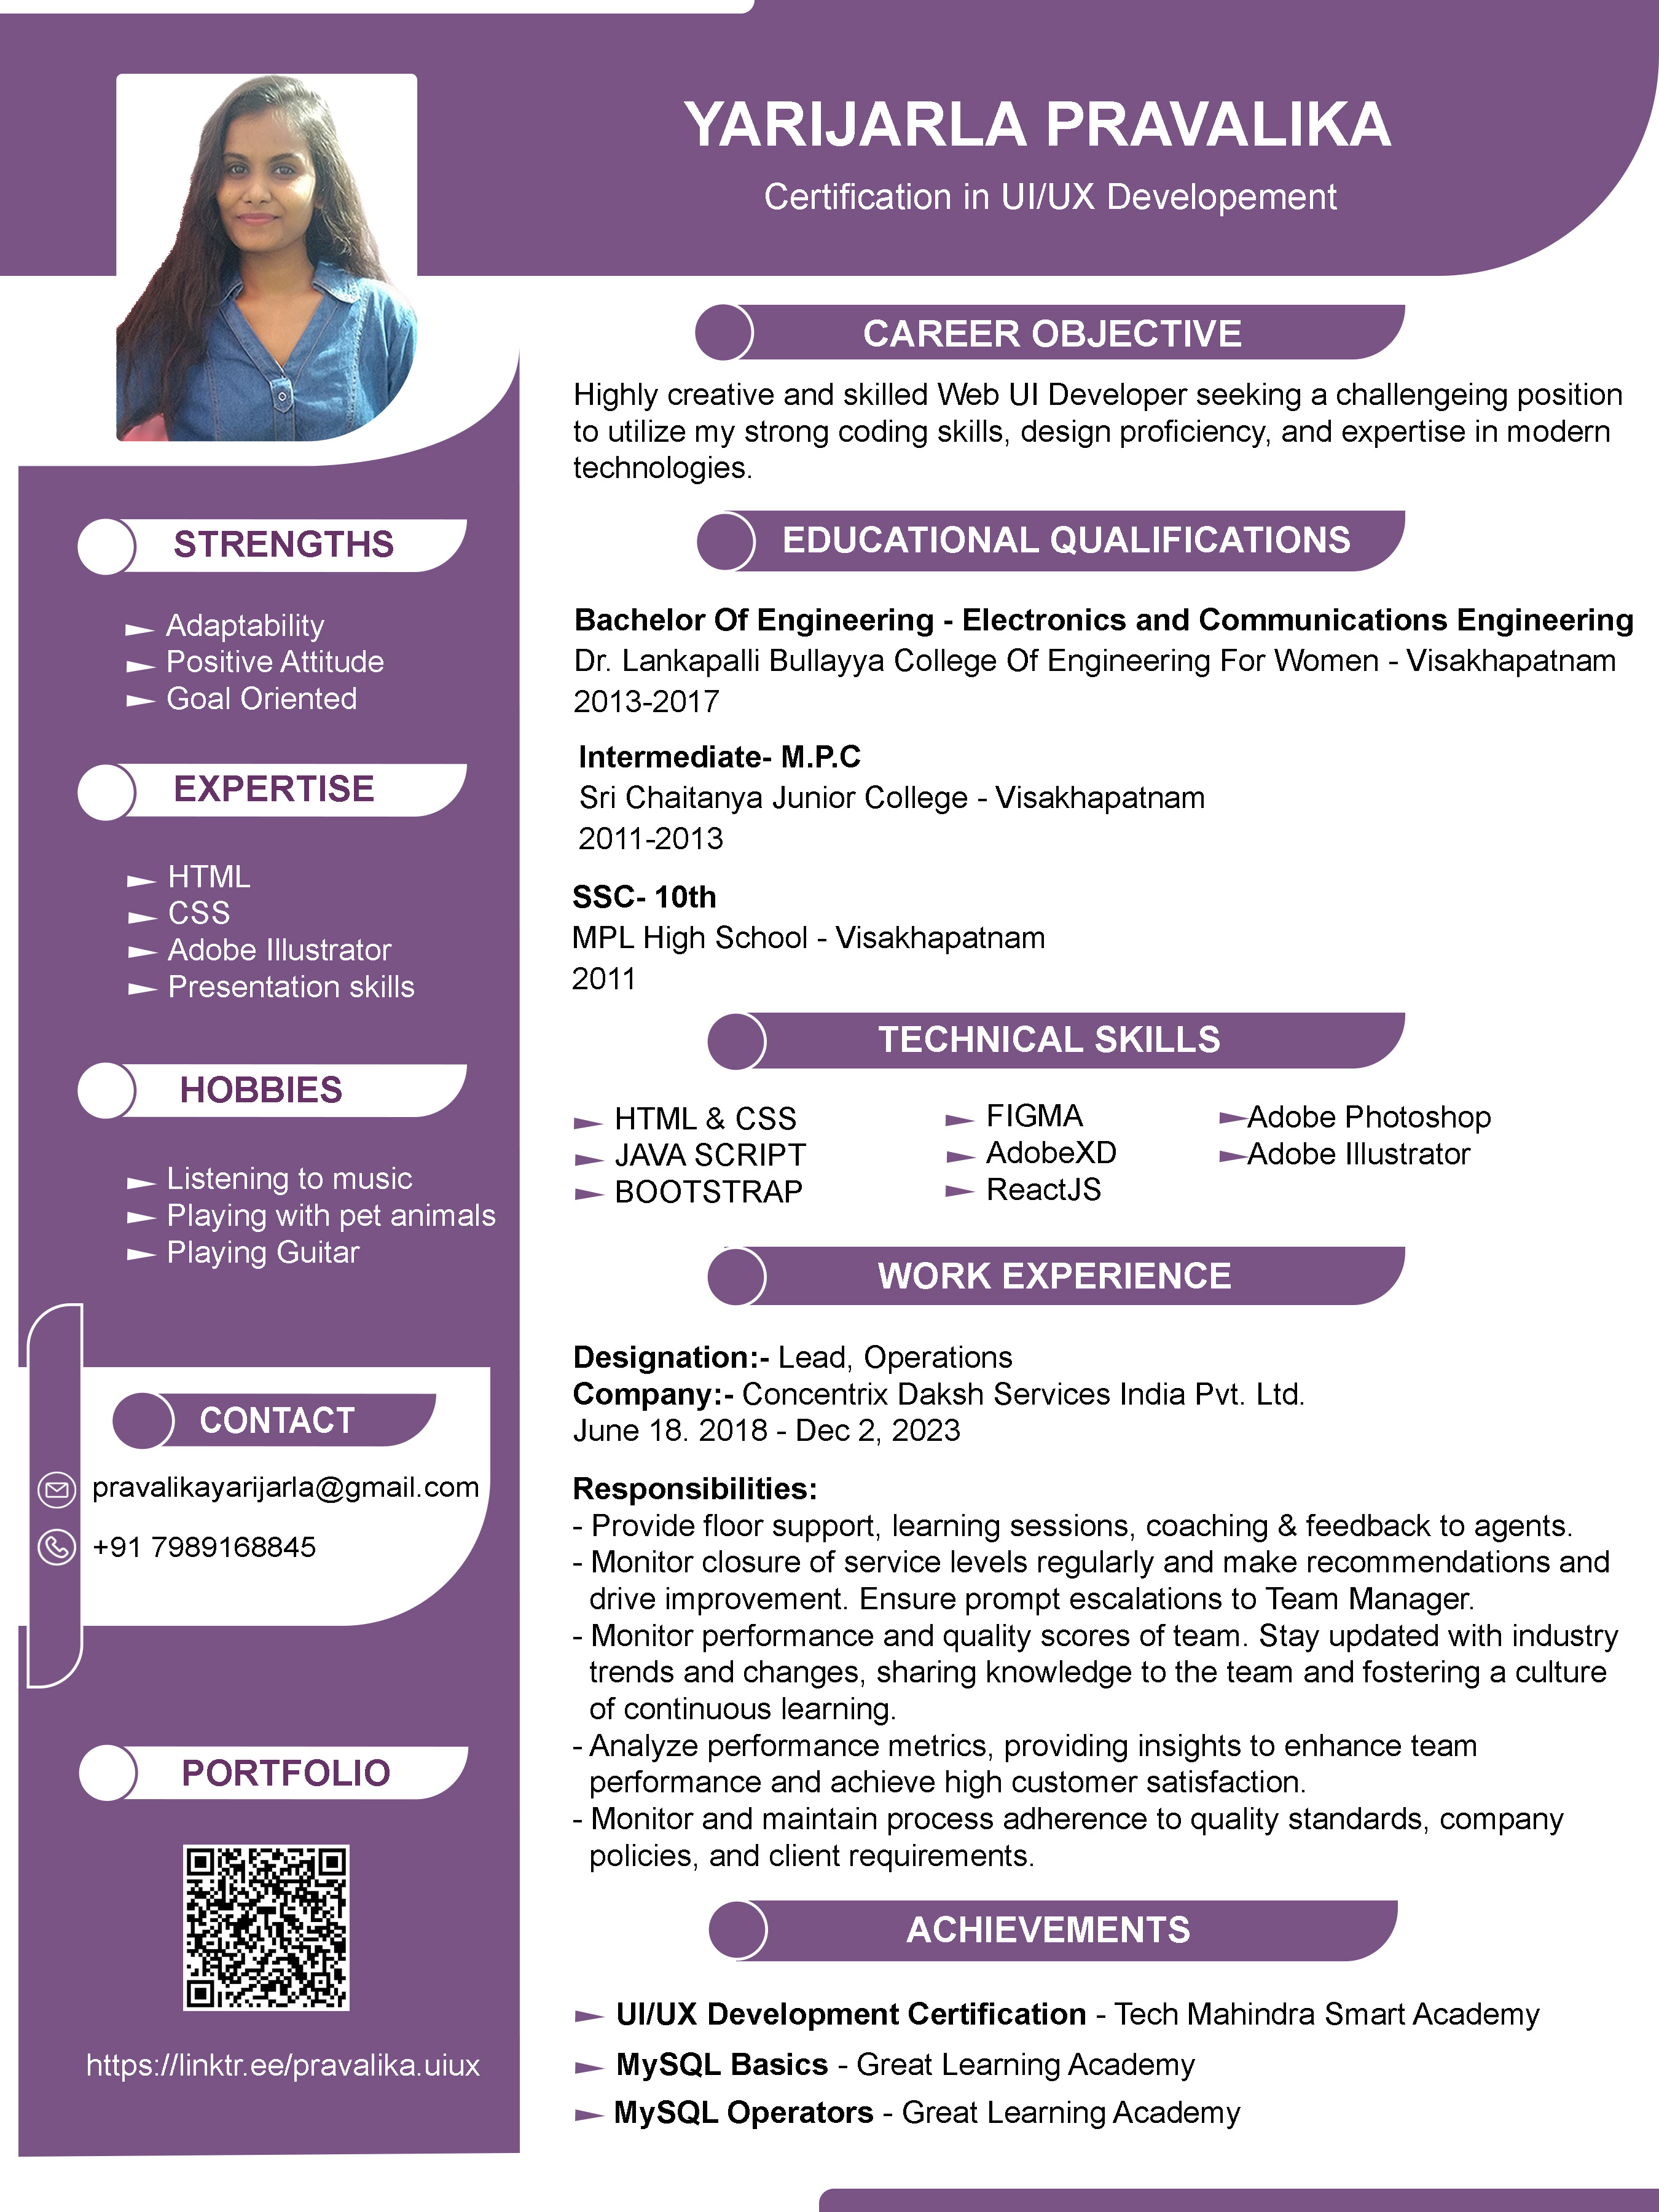 YARIJARLA PRAVALIKA
Certification in UI/UX Developement
STRENGTHS
Adaptability
Positive Attitude
Goal Oriented
EXPERTISE
HTML
CSS
Adobe Illustrator
Presentation skills
HOBBIES
Listening to music
Playing with pet animals
Playing Guitar
CONTACT
pravalikayarijarla@gmail.com
+91 7989168845
PORTFOLIO
https://linktr.ee/pravalika.uiux
CAREER OBJECTIVE
Highly creative and skilled Web UI Developer seeking a challengeing position
to utilize my strong coding skills, design proficiency, and expertise in modern
technologies.
EDUCATIONAL QUALIFICATIONS
Bachelor Of Engineering - Electronics and Communications Engineering
Dr. Lankapalli Bullayya College Of Engineering For Women - Visakhapatnam
2013-2017
Intermediate- M.P.C
Sri Chaitanya Junior College - Visakhapatnam
2011-2013
SSC- 10th
MPL High School - Visakhapatnam
2011
TECHNICAL SKILLS
HTML & CSS
JAVA SCRIPT
BOOTSTRAP
FIGMA
AdobeXD
ReactJS
Adobe Photoshop
Adobe Illustrator
WORK EXPERIENCE
Designation:- Lead, Operations
Company:- Concentrix Daksh Services India Pvt. Ltd.
June 18. 2018 - Dec 2, 2023
Responsibilities:
- Provide floor support, learning sessions, coaching & feedback to agents.
- Monitor closure of service levels regularly and make recommendations and
drive improvement. Ensure prompt escalations to Team Manager.
- Monitor performance and quality scores of team. Stay updated with industry
trends and changes, sharing knowledge to the team and fostering a culture
of continuous learning.
- Analyze performance metrics, providing insights to enhance team
performance and achieve high customer satisfaction.
- Monitor and maintain process adherence to quality standards, company
policies, and client requirements.
ACHIEVEMENTS
UI/UX Development Certification - Tech Mahindra Smart Academy
MySQL Basics - Great Learning Academy
MySQL Operators - Great Learning Academy